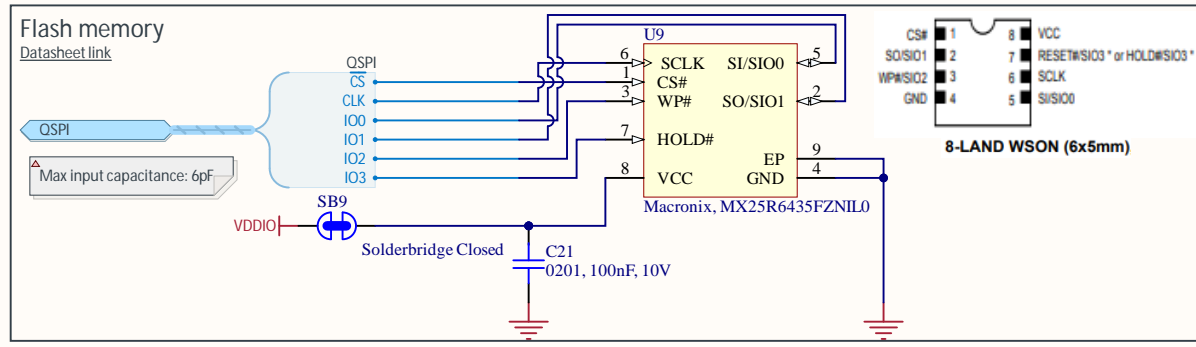 Flash memory
Datasheet link
QSPI
Max input capacitance: 6pF
QSPI
CS
CLK
IO0
IO1
IO2
IO3
U9
6 SCLK SI/SIO0 5
1 CS#
3 WP# SO/SIO1 2
7 HOLD#
EP 9
8 VCC GND 4
Macronix, MX25R6435FZNIL0
SB9
VDDIO
Solderbridge Closed
C21
0201, 100nF, 10V
CS# 1 8 VCC
SO/SIO1 2 7 RESET#/SIO3 * or HOLD#/SIO3 *
WP#/SIO2 3 6 SCLK
GND 4 5 SI/SIO0
8-LAND WSON (6x5mm)